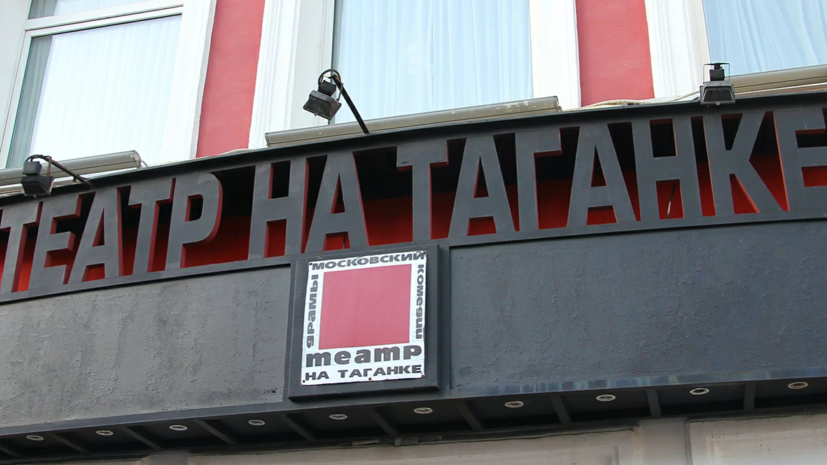 ТЕАТР НА ТАГАНКЕ
МОСКОВСКИЙ
драмы
комедии
театр
НА ТАГАНКЕ